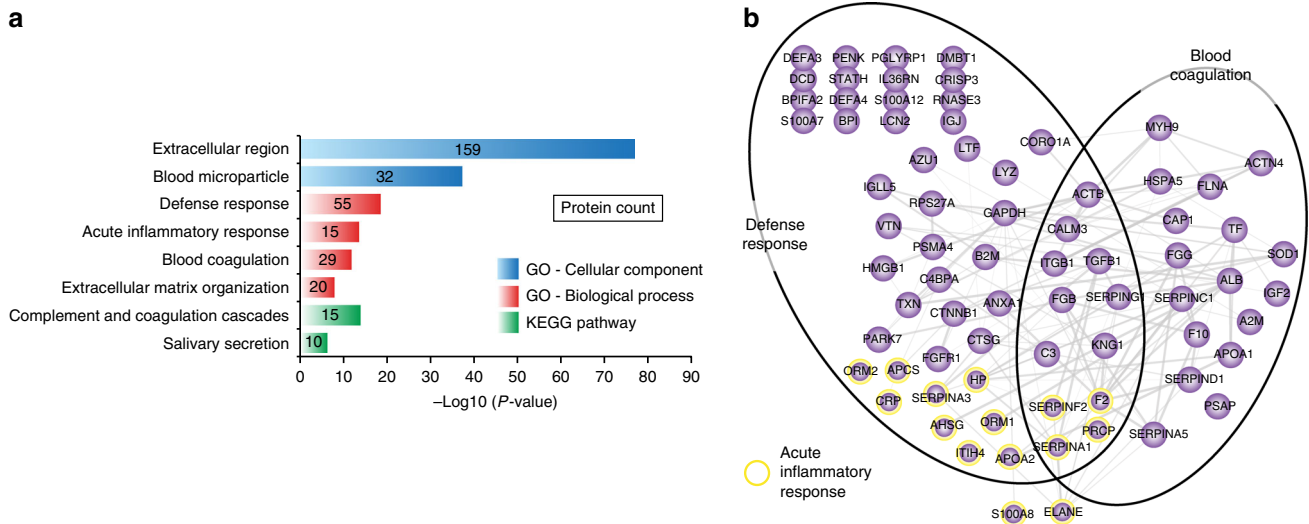 a
Extracellular region
159
Blood microparticle
32
Defense response
55
Acute inflammatory response
15
Blood coagulation
29
Extracellular matrix organization
20
Complement and coagulation cascades
15
Salivary secretion
10
Protein count
GO - Cellular component
GO - Biological process
KEGG pathway
0 10 20 30 40 50 60 70 80 90
–Log10 (P-value)
b
Blood
coagulation
Defense
response
DEFA3 PENK PGLYRP1 DMBT1
DCD STATH IL36RN CRISP3
BPIFA2 DEFA4 S100A12 RNASE3
S100A7 BPI LCN2 IGJ
MYH9
CORO1A
LTF
AZU1
ACTN4
LYZ
HSPA5
FLNA
IGLL5
ACTB
RPS27A
GAPDH
CAP1
VTN
CALM3
TF
PSMA4
B2M
FGG
SOD1
HMGB1
ITGB1
TGFB1
C4BPA
ALB
IGF2
TXN
ANXA1
FGB
SERPING1
SERPINC1
CTNNB1
A2M
PARK7
CTSG
F10
FGFR1
C3
KNG1
APOA1
ORM2
APCS
HP
SERPIND1
CRP
SERPINA3
SERPINF2
F2
PSAP
AHSG
ORM1
PRCP
SERPINA5
ITIH4
APOA2
SERPINA1
S100A8
ELANE
Acute
inflammatory
response